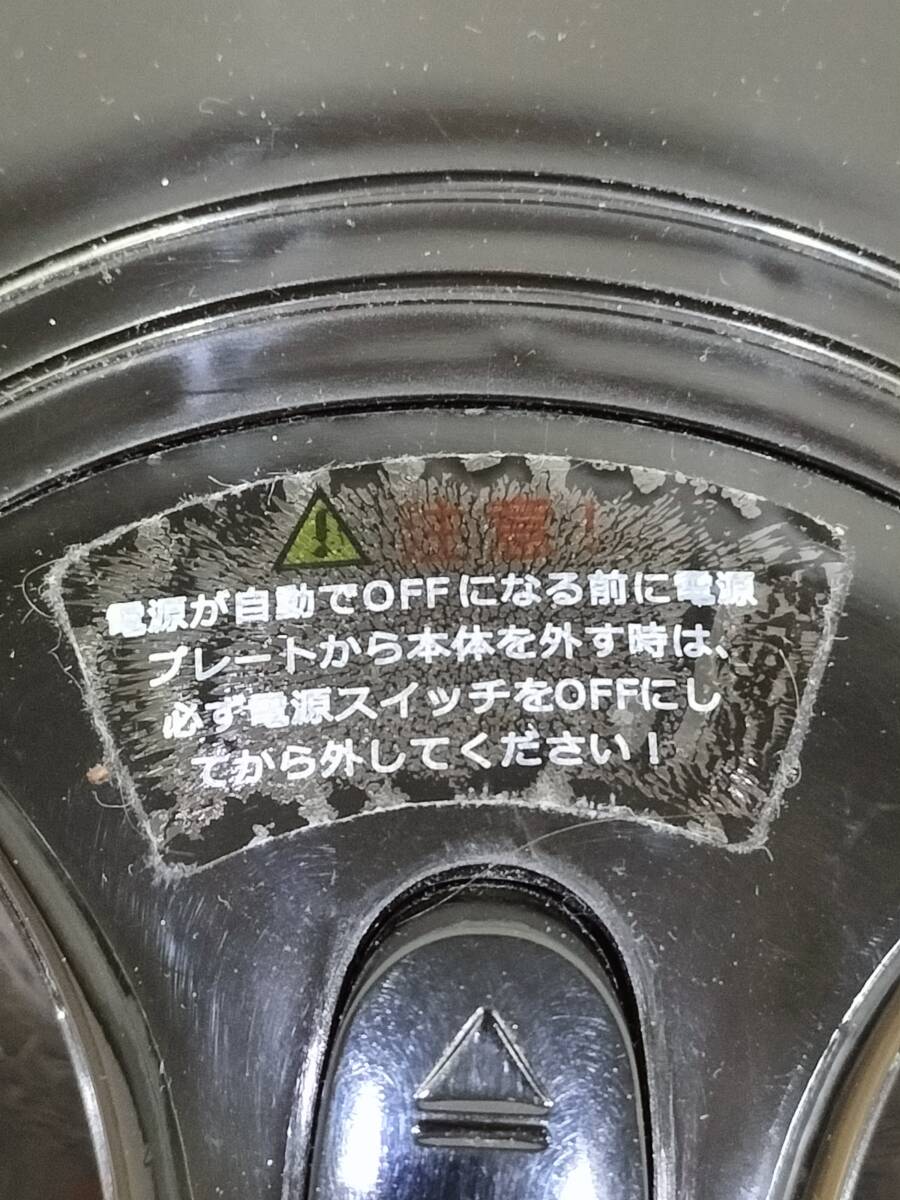 注意!
電源が自動でOFFになる前に電源
プレートから本体を外す時は、
必ず電源スイッチをOFFにし
てから外してください!